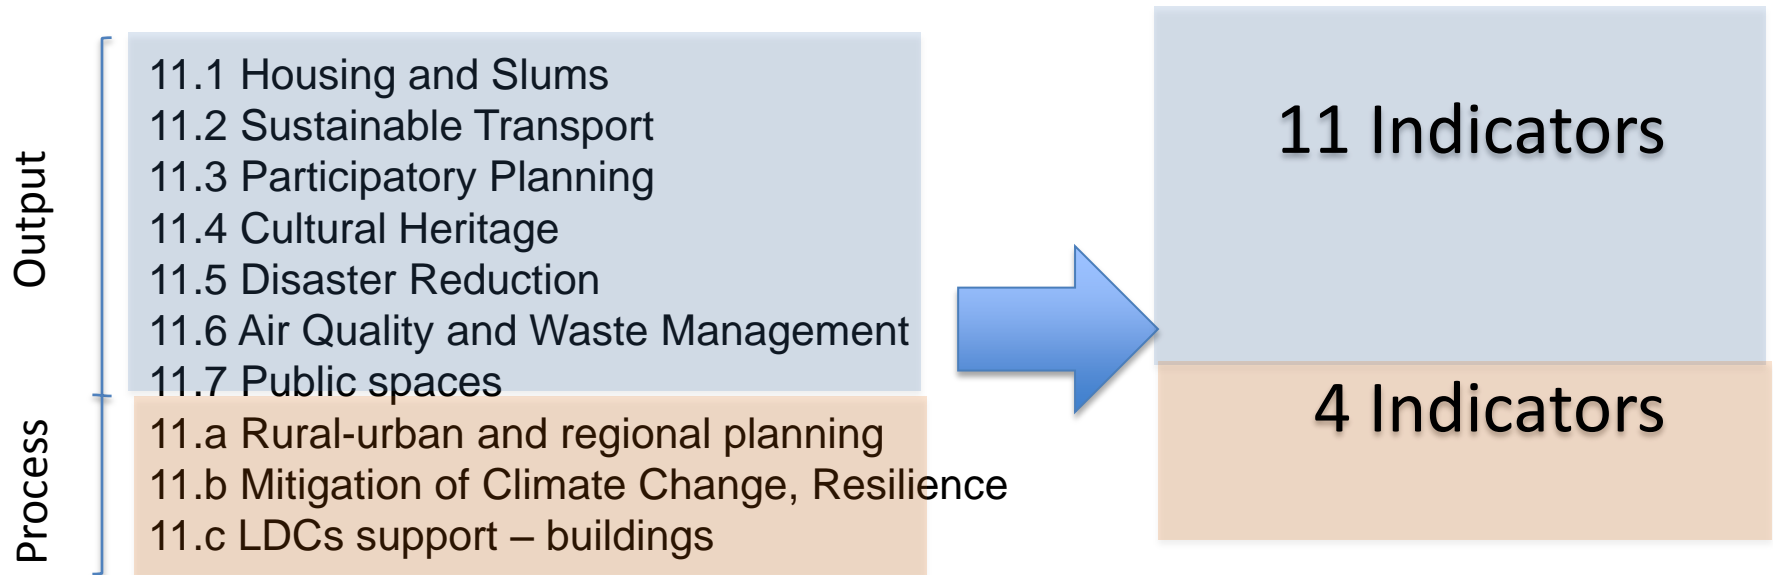 Output
11.1 Housing and Slums
11.2 Sustainable Transport
11.3 Participatory Planning
11.4 Cultural Heritage
11.5 Disaster Reduction
11.6 Air Quality and Waste Management
11.7 Public spaces
Process
11.a Rural-urban and regional planning
11.b Mitigation of Climate Change, Resilience
11.c LDCs support – buildings
11 Indicators
4 Indicators